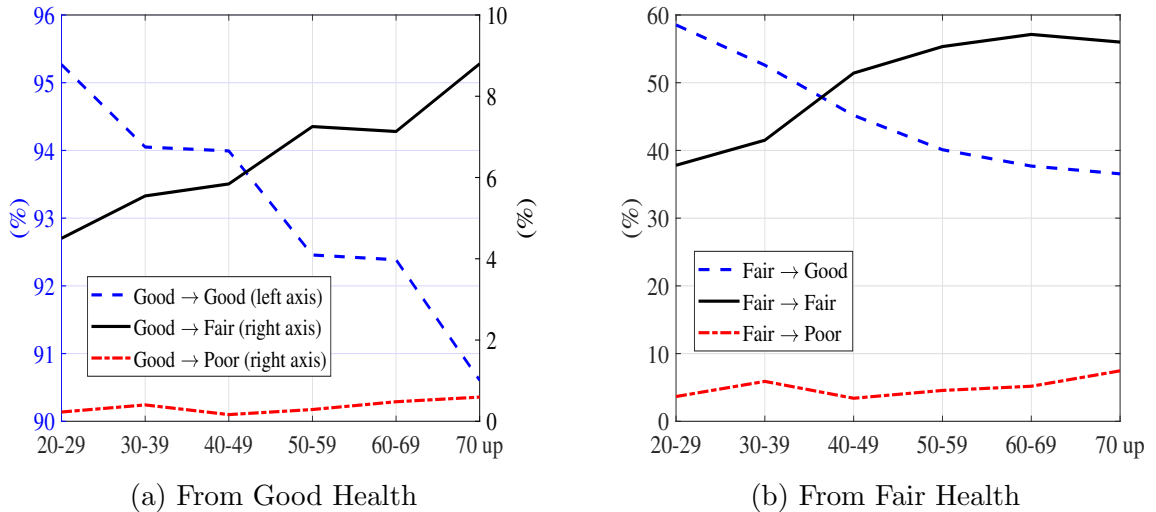 96
95
94
93
92
91
90
(%)
10
8
6
4
2
0
(%)
Good → Good (left axis)
Good → Fair (right axis)
Good → Poor (right axis)
20-29 30-39 40-49 50-59 60-69 70 up
(a) From Good Health
60
50
40
30
20
10
0
(%)
Fair → Good
Fair → Fair
Fair → Poor
20-29 30-39 40-49 50-59 60-69 70 up
(b) From Fair Health